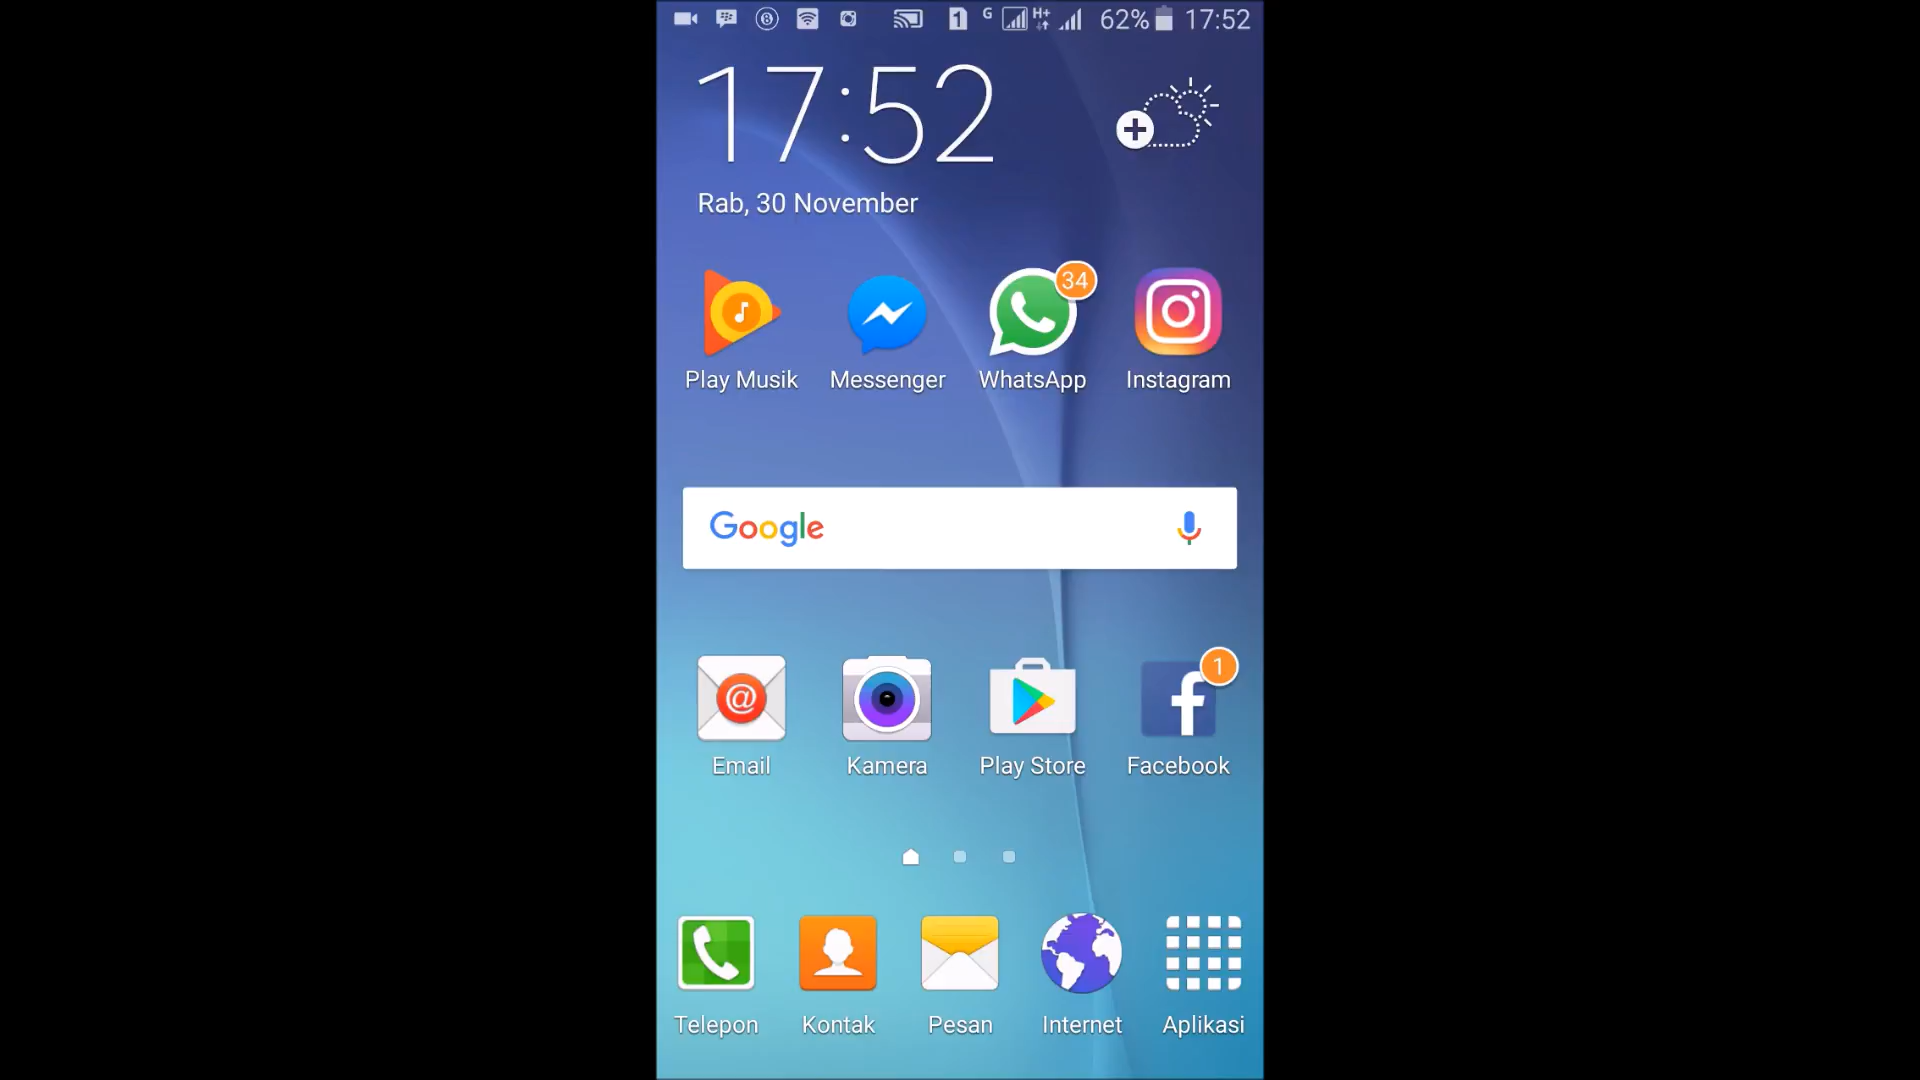 1 G H+ 62% 17:52
17:52
Rab, 30 November
34
Play Musik Messenger WhatsApp Instagram
Google
1
Email Kamera Play Store Facebook
Telepon Kontak Pesan Internet Aplikasi